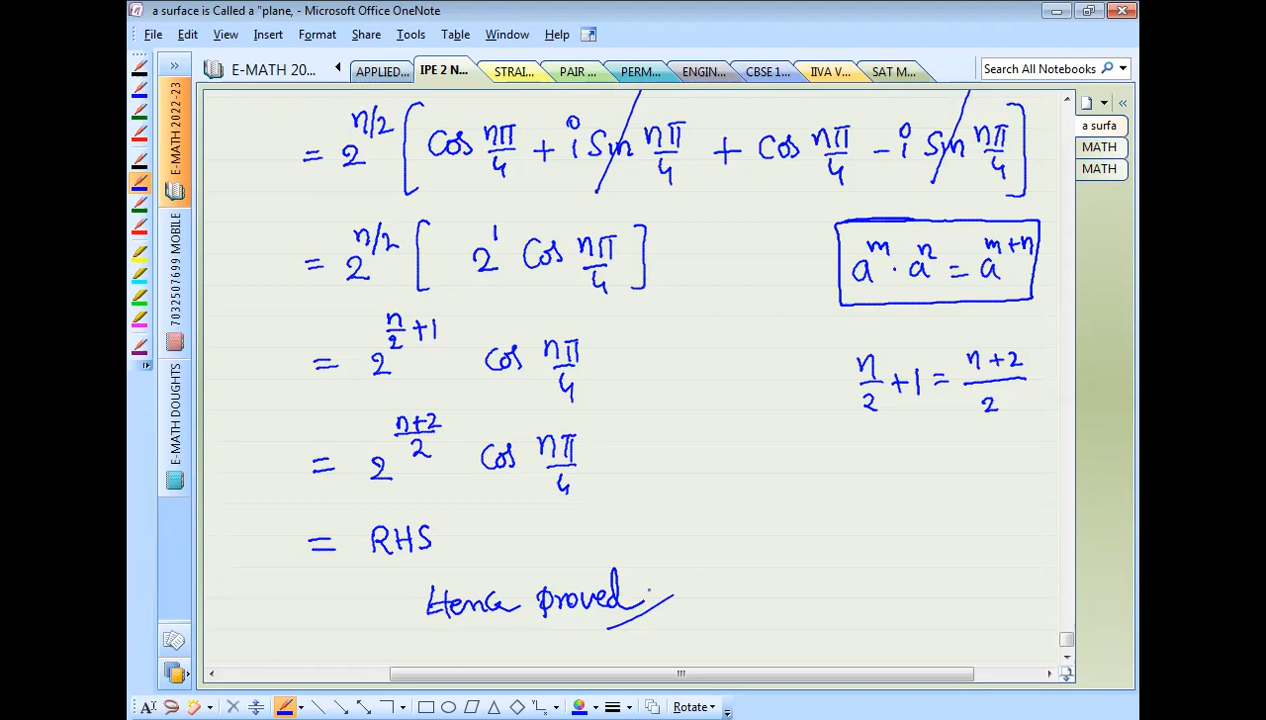 a surface is Called a "plane, - Microsoft Office OneNote
File Edit View Insert Format Share Tools Table Window Help
E-MATH 20... APPLIED... IPE 2 N... STRAI... PAIR ... PERM... ENGIN... CBSE 1... IIVA V... SAT M... Search All Notebooks
E-MATH 2022-23
7032507699 MOBILE
E-MATH DOUGHTS
a surfa
MATH
MATH
= 2^{n/2} [ Cos nπ/4 + i Sin nπ/4 + Cos nπ/4 - i Sin nπ/4 ]
= 2^{n/2} [ 2^1 Cos nπ/4 ]
a^m · a^n = a^{m+n}
= 2^{n/2 + 1} cos nπ/4
n/2 + 1 = (n+2)/2
= 2^{(n+2)/2} cos nπ/4
= RHS
Hence proved
Rotate